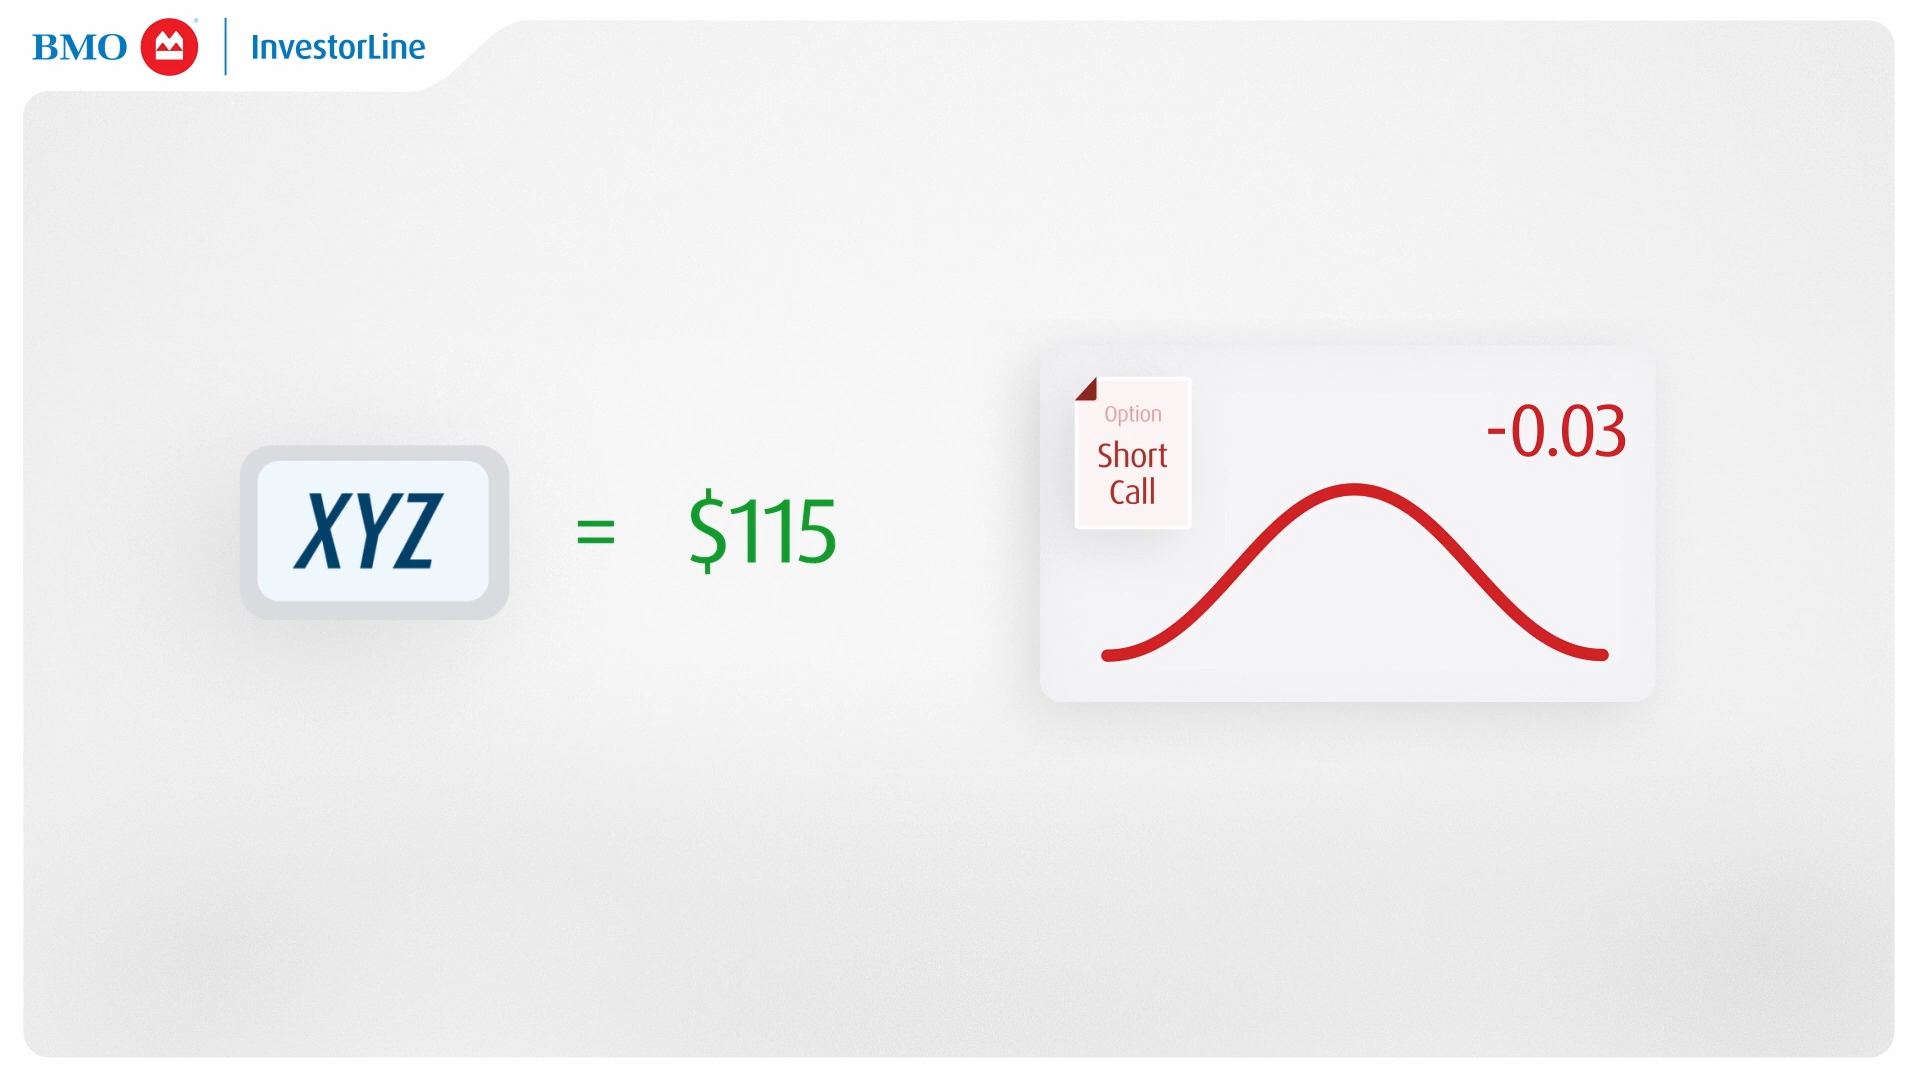 BMO InvestorLine
XYZ = $115
Option
Short
Call
-0.03